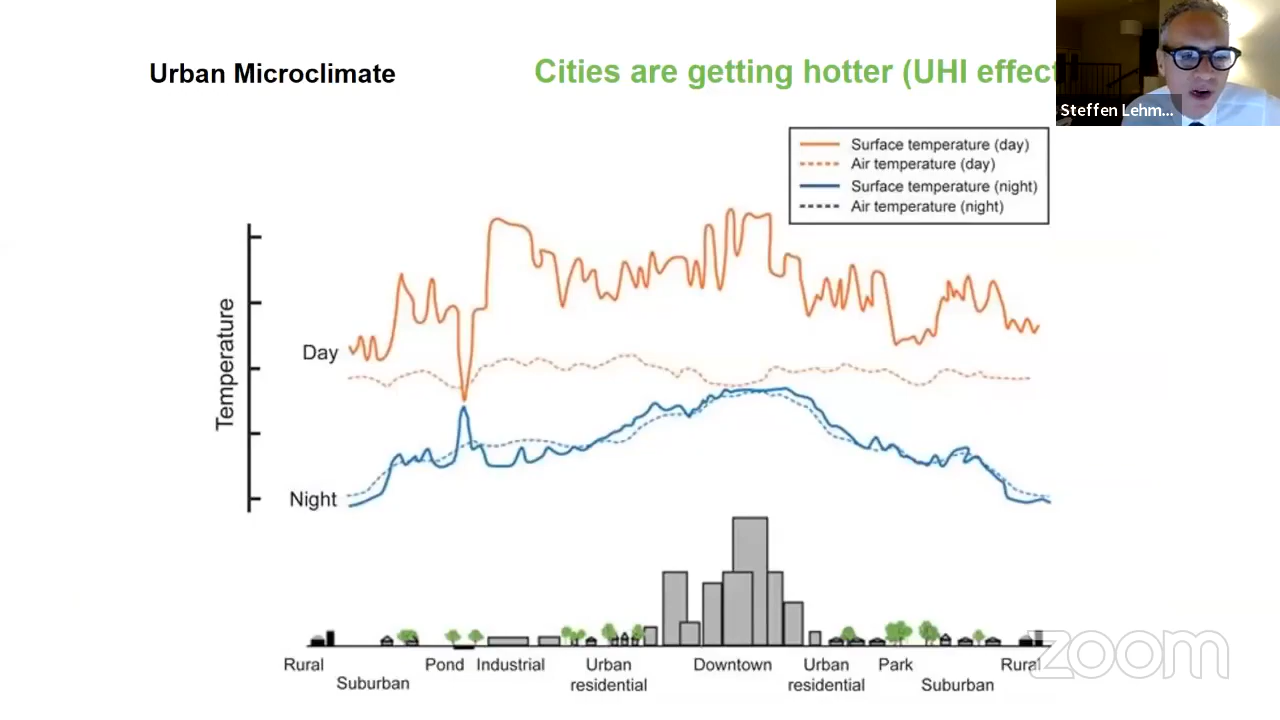 Urban Microclimate
Cities are getting hotter (UHI effect
Steffen Lehm...
Surface temperature (day)
Air temperature (day)
Surface temperature (night)
Air temperature (night)
Temperature
Day
Night
Rural
Suburban
Pond
Industrial
Urban
residential
Downtown
Urban
residential
Park
Suburban
Rural
zoom